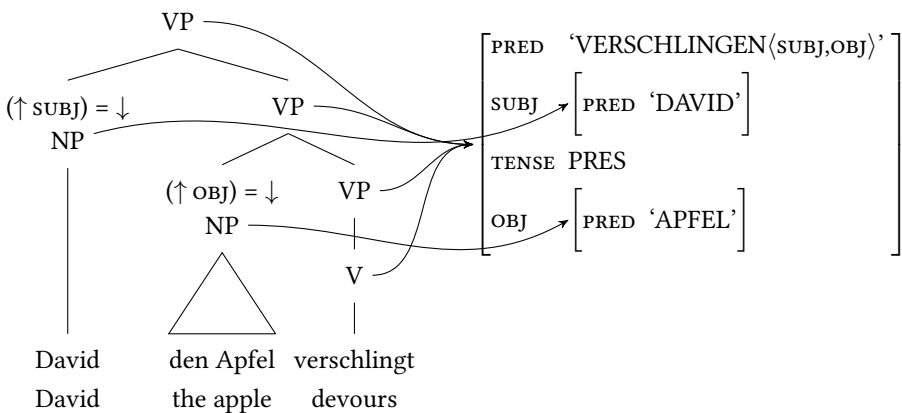 VP
PRED ‘VERSCHLINGEN⟨SUBJ,OBJ⟩’
(↑ SUBJ) = ↓
VP
SUBJ [PRED ‘DAVID’]
NP
TENSE PRES
(↑ OBJ) = ↓
VP
NP
OBJ [PRED ‘APFEL’]
V
David den Apfel verschlingt
David the apple devours